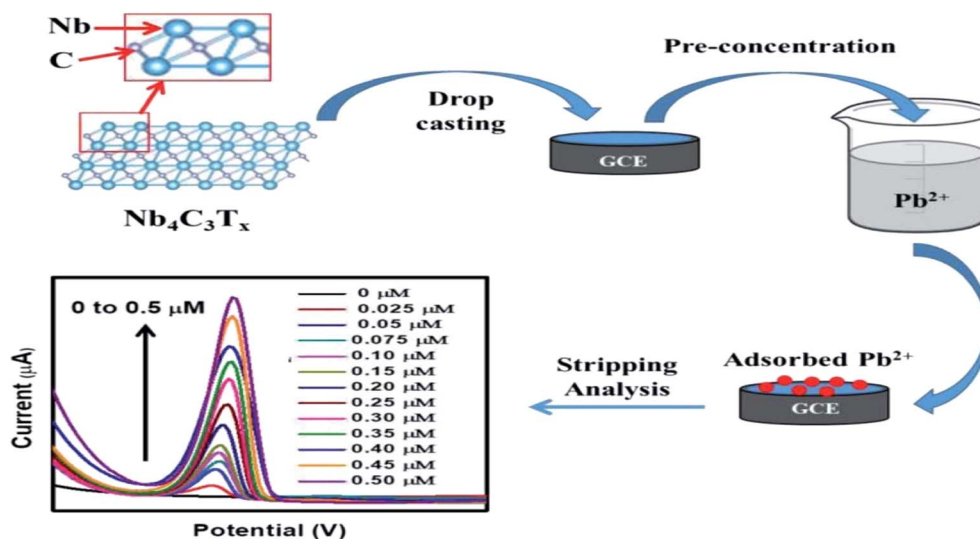 Nb
C
Nb₄C₃Tₓ
Drop
casting
GCE
Pre-concentration
Pb²⁺
Adsorbed Pb²⁺
GCE
Stripping
Analysis
0 to 0.5 μM
0 μM
0.025 μM
0.05 μM
0.075 μM
0.10 μM
0.15 μM
0.20 μM
0.25 μM
0.30 μM
0.35 μM
0.40 μM
0.45 μM
0.50 μM
Current (μA)
Potential (V)